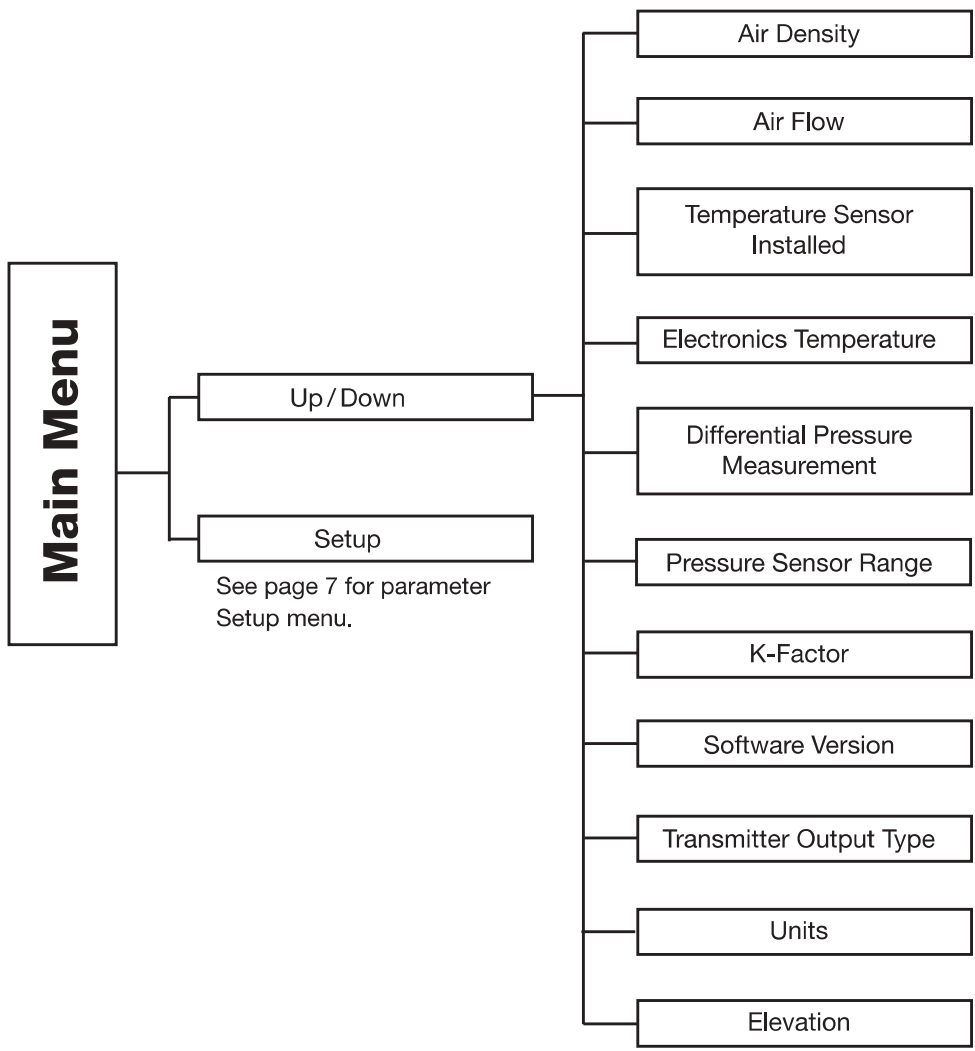 Main Menu
Up / Down
Setup
See page 7 for parameter
Setup menu.
Air Density
Air Flow
Temperature Sensor
Installed
Electronics Temperature
Differential Pressure
Measurement
Pressure Sensor Range
K-Factor
Software Version
Transmitter Output Type
Units
Elevation